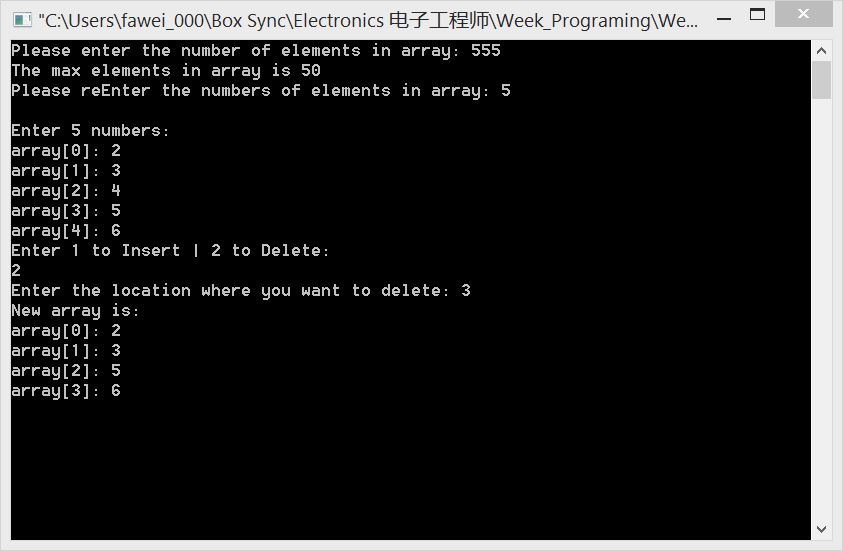 "C:\Users\fawei_000\Box Sync\Electronics 电子工程师\Week_Programing\We...
Please enter the number of elements in array: 555
The max elements in array is 50
Please reEnter the numbers of elements in array: 5
Enter 5 numbers:
array[0]: 2
array[1]: 3
array[2]: 4
array[3]: 5
array[4]: 6
Enter 1 to Insert | 2 to Delete:
2
Enter the location where you want to delete: 3
New array is:
array[0]: 2
array[1]: 3
array[2]: 5
array[3]: 6